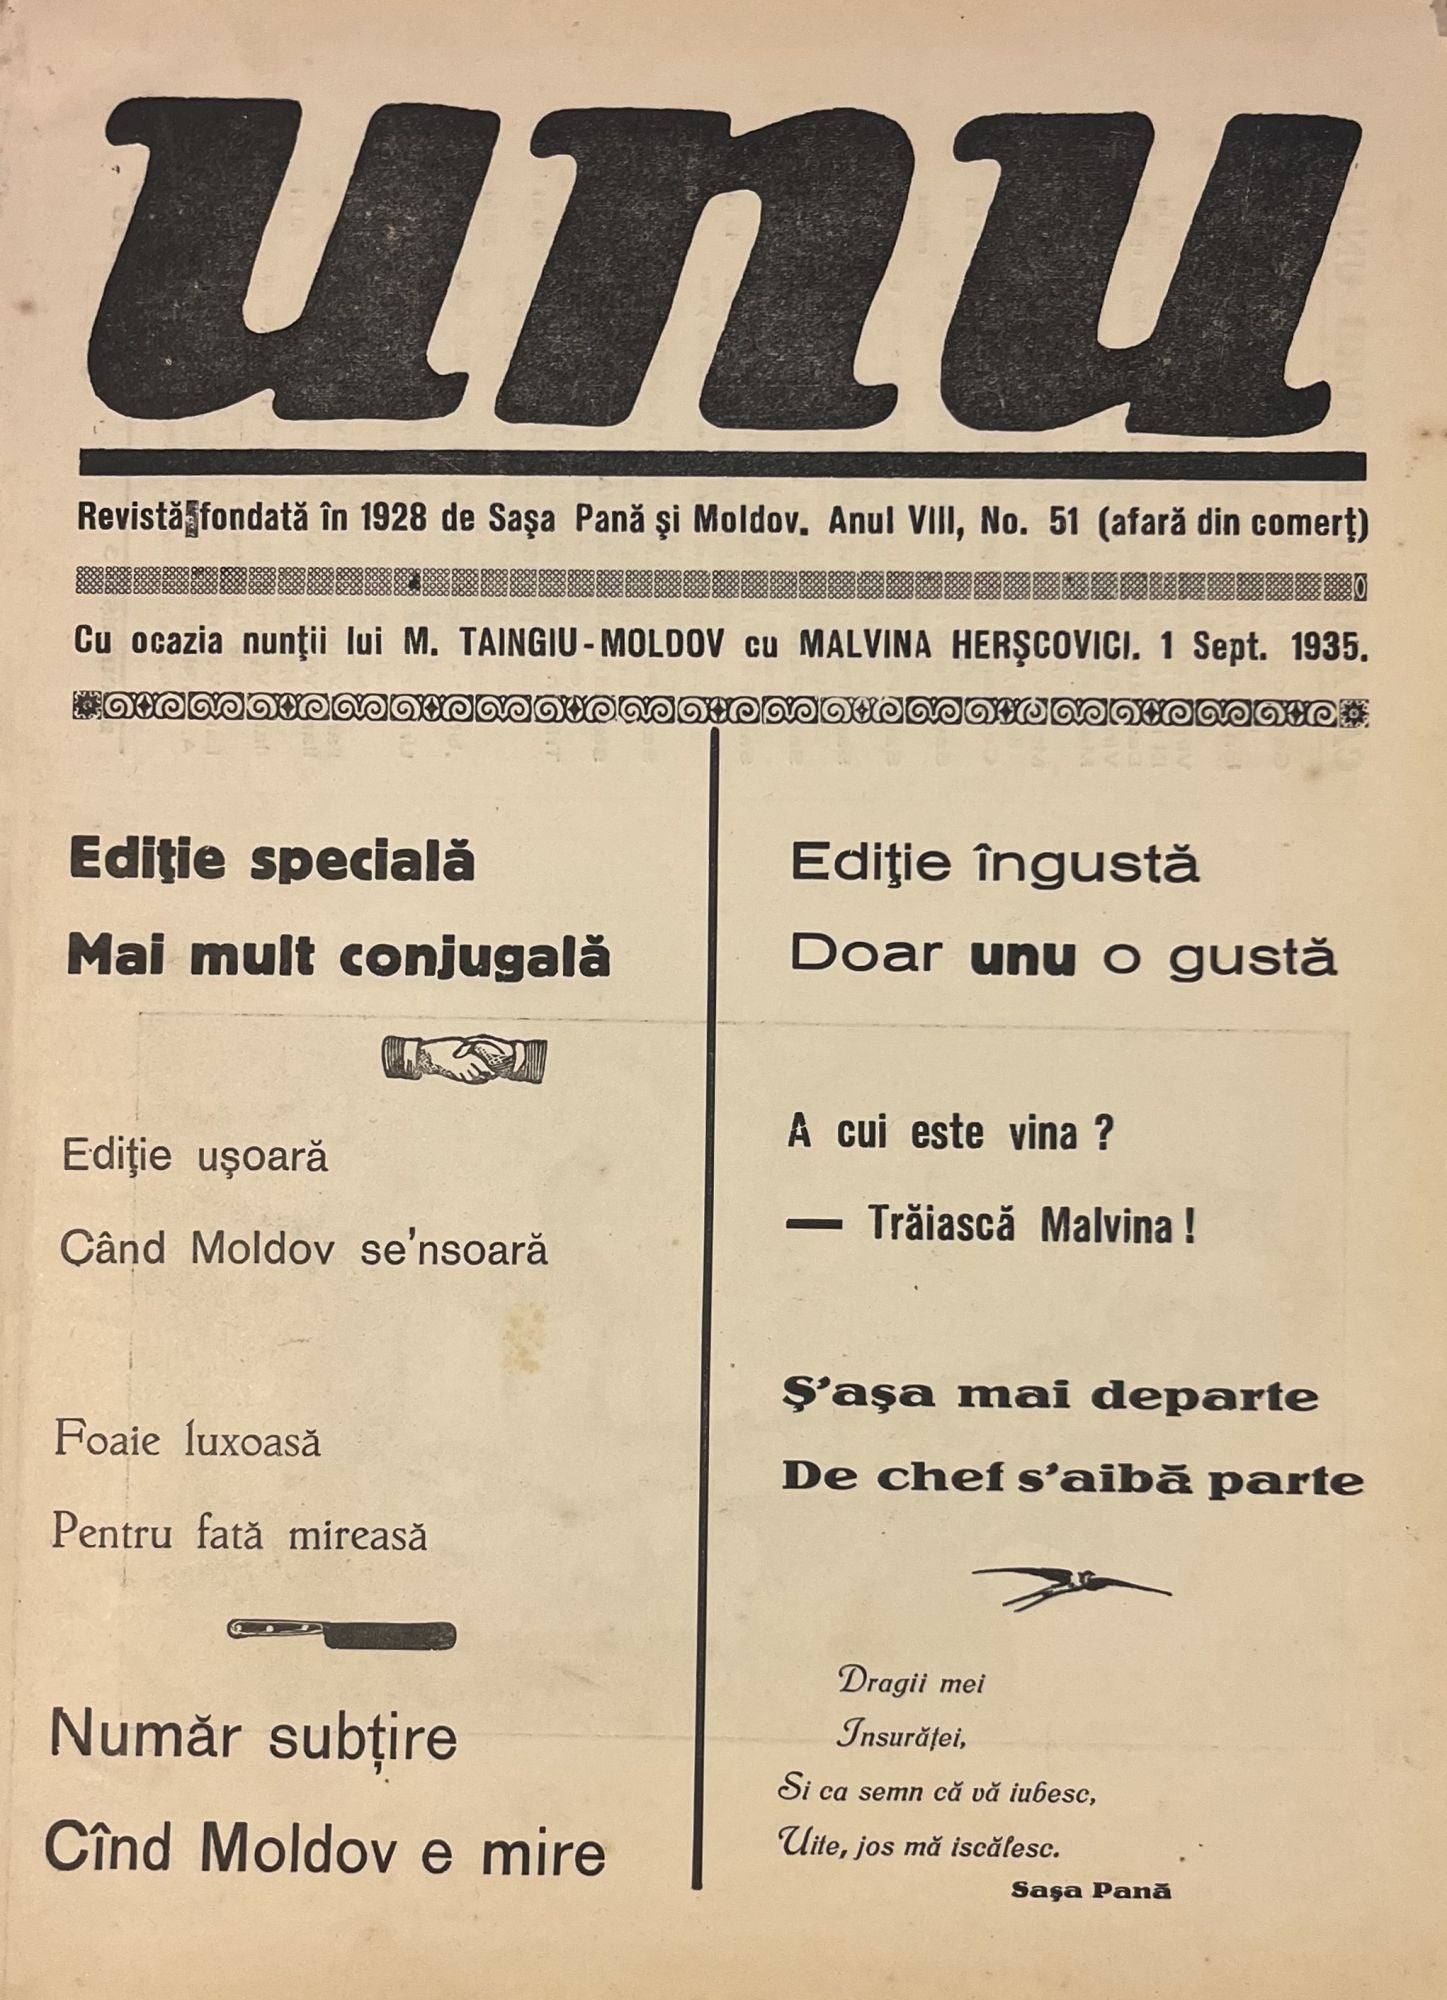 unu
Revistă fondată în 1928 de Saşa Pană şi Moldov. Anul VIII, No. 51 (afară din comerţ)
Cu ocazia nunţii lui M. TAINGIU-MOLDOV cu MALVINA HERŞCOVICI. 1 Sept. 1935.
Ediţie specială
Mai mult conjugală
Ediţie uşoară
Când Moldov se'nsoară
Foaie luxoasă
Pentru fată mireasă
Număr subţire
Cînd Moldov e mire
Ediţie îngustă
Doar unu o gustă
A cui este vina ?
— Trăiască Malvina !
Ş'aşa mai departe
De chef s'aibă parte
Dragii mei
Insurăţei,
Si ca semn că vă iubesc,
Uite, jos mă iscălesc.
Saşa Pană